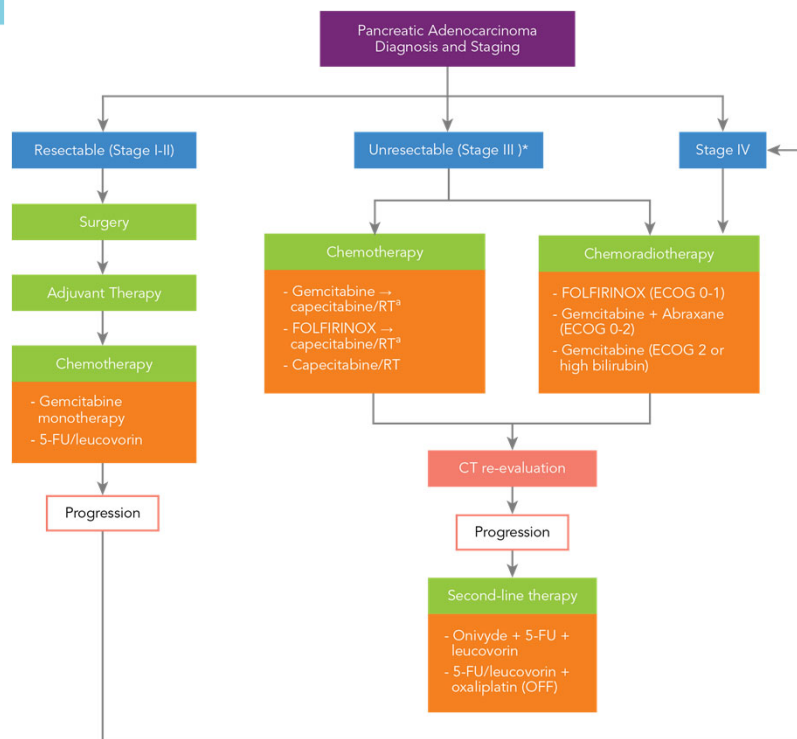 Pancreatic Adenocarcinoma
Diagnosis and Staging
Resectable (Stage I-II)
Unresectable (Stage III )*
Stage IV
Surgery
Adjuvant Therapy
Chemotherapy
- Gemcitabine
monotherapy
- 5-FU/leucovorin
Progression
Chemotherapy
- Gemcitabine →
capecitabine/RTª
- FOLFIRINOX →
capecitabine/RTª
- Capecitabine/RT
Chemoradiotherapy
- FOLFIRINOX (ECOG 0-1)
- Gemcitabine + Abraxane
(ECOG 0-2)
- Gemcitabine (ECOG 2 or
high bilirubin)
CT re-evaluation
Progression
Second-line therapy
- Onivyde + 5-FU +
leucovorin
- 5-FU/leucovorin +
oxaliplatin (OFF)